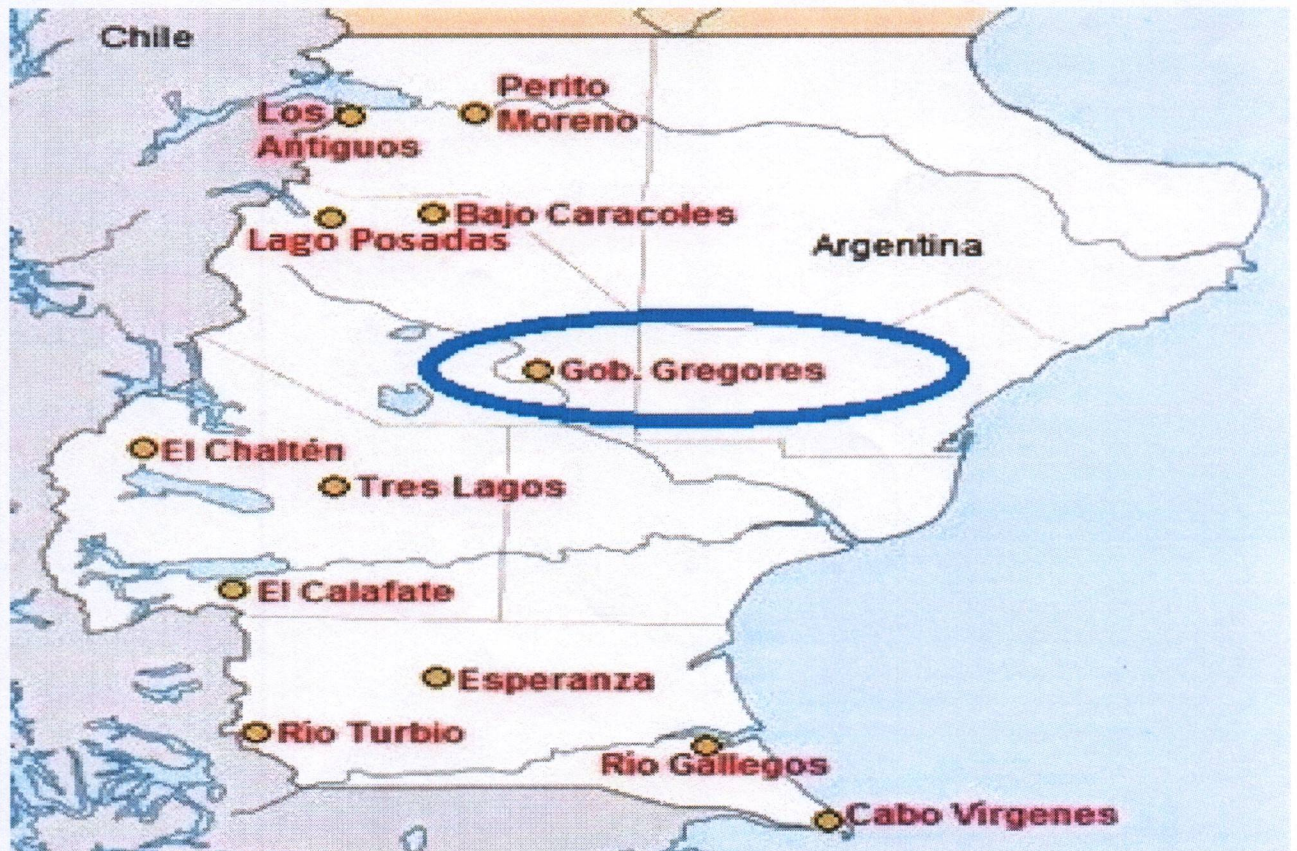 Chile
Perito
Moreno
Los
Antiguos
Bajo Caracoles
Lago Posadas
Argentina
Gob. Gregores
El Chaltén
Tres Lagos
El Calafate
Esperanza
Río Turbio
Río Gallegos
Cabo Vírgenes